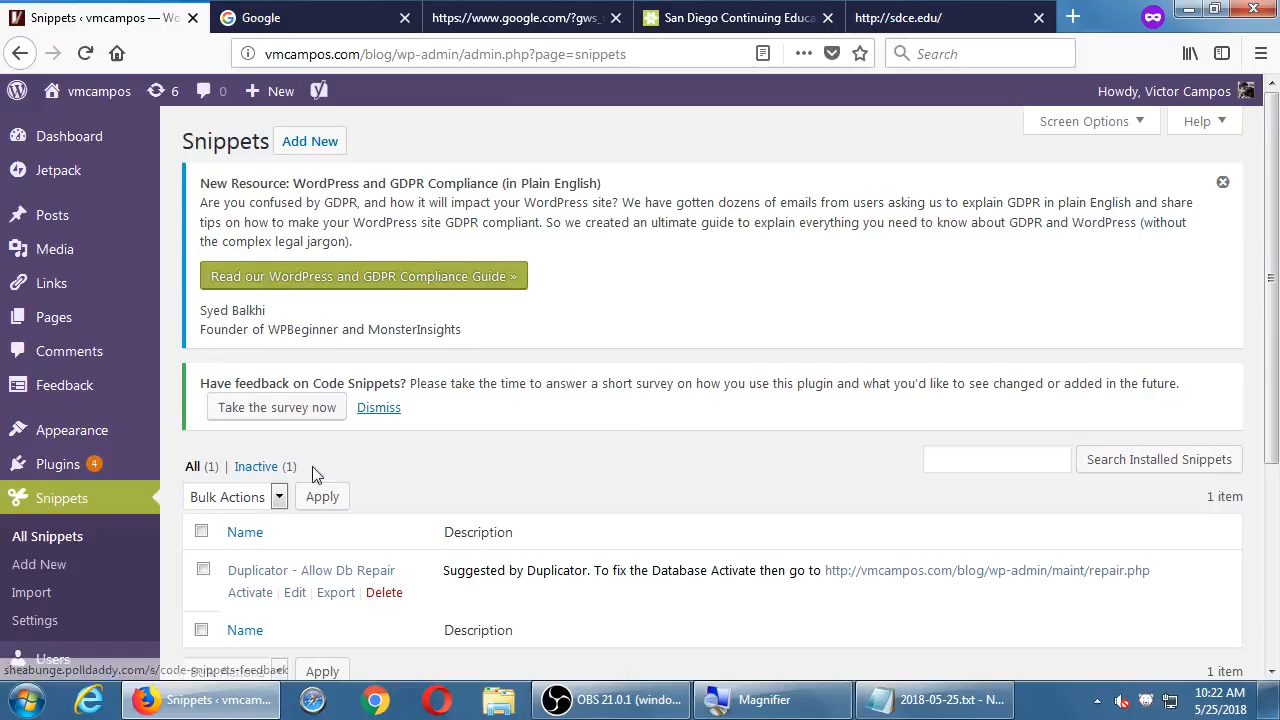 Snippets ‹ vmcampos — Wo
Google
https://www.google.com/?gws_
San Diego Continuing Educa
http://sdce.edu/
vmcampos.com/blog/wp-admin/admin.php?page=snippets
Search
vmcampos
6
0
New
Howdy, Victor Campos
Dashboard
Jetpack
Posts
Media
Links
Pages
Comments
Feedback
Appearance
Plugins 4
Snippets
All Snippets
Add New
Import
Settings
Users
Screen Options
Help
Snippets
Add New
New Resource: WordPress and GDPR Compliance (in Plain English)
Are you confused by GDPR, and how it will impact your WordPress site? We have gotten dozens of emails from users asking us to explain GDPR in plain English and share
tips on how to make your WordPress site GDPR compliant. So we created an ultimate guide to explain everything you need to know about GDPR and WordPress (without
the complex legal jargon).
Read our WordPress and GDPR Compliance Guide »
Syed Balkhi
Founder of WPBeginner and MonsterInsights
Have feedback on Code Snippets? Please take the time to answer a short survey on how you use this plugin and what you'd like to see changed or added in the future.
Take the survey now
Dismiss
All (1) | Inactive (1)
Search Installed Snippets
Bulk Actions
Apply
1 item
Name
Description
Duplicator - Allow Db Repair
Suggested by Duplicator. To fix the Database Activate then go to http://vmcampos.com/blog/wp-admin/maint/repair.php
Activate | Edit | Export | Delete
Name
Description
Bulk Actions
Apply
1 item
sheabunge.polldaddy.com/s/code-snippets-feedback
Snippets ‹ vmcam...
OBS 21.0.1 (windo...
Magnifier
2018-05-25.txt - N...
10:22 AM
5/25/2018